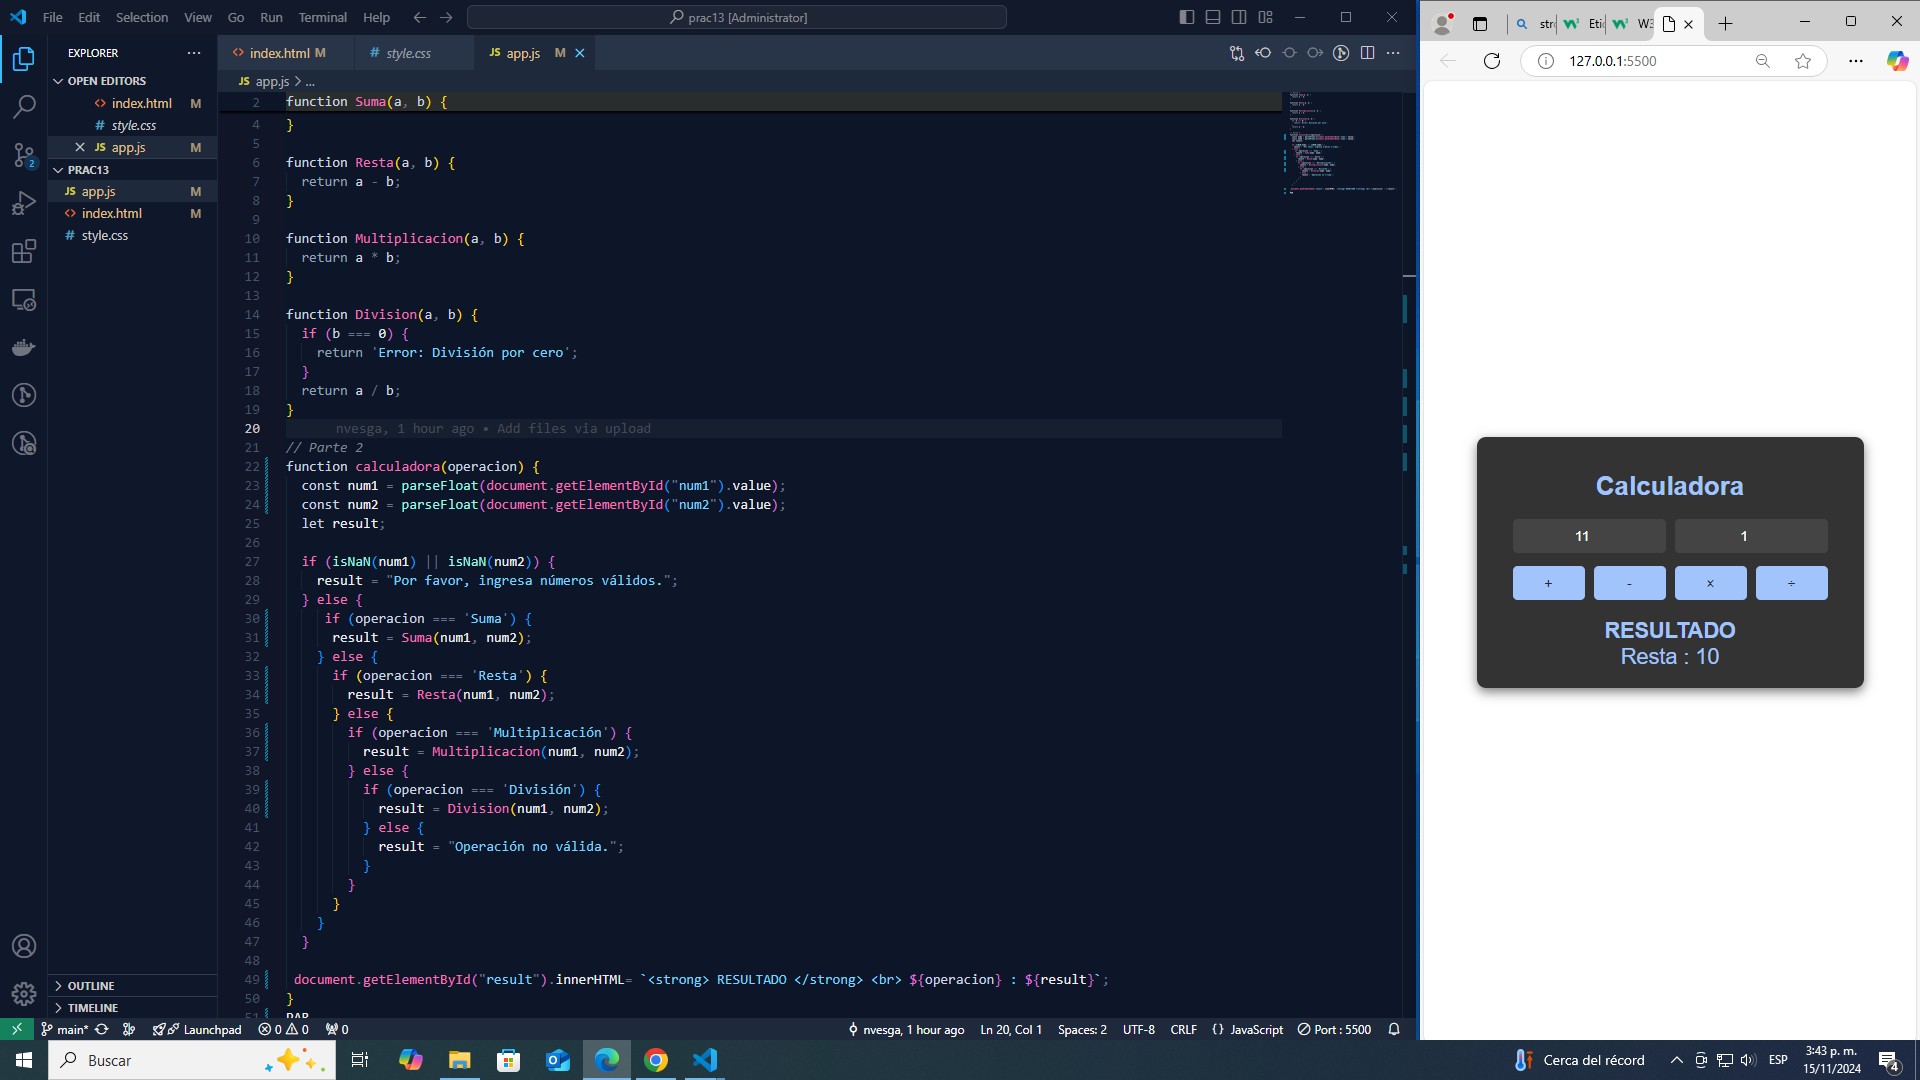 File Edit Selection View Go Run Terminal Help
prac13 [Administrator]
EXPLORER
OPEN EDITORS
index.html M
style.css
app.js M
PRAC13
app.js M
index.html M
style.css
OUTLINE
TIMELINE
index.html M style.css app.js M
app.js > ...
2 function Suma(a, b) {
4 }
5
6 function Resta(a, b) {
7 return a - b;
8 }
9
10 function Multiplicacion(a, b) {
11 return a * b;
12 }
13
14 function Division(a, b) {
15 if (b === 0) {
16 return 'Error: División por cero';
17 }
18 return a / b;
19 }
20 nvesga, 1 hour ago • Add files via upload
21 // Parte 2
22 function calculadora(operacion) {
23 const num1 = parseFloat(document.getElementById("num1").value);
24 const num2 = parseFloat(document.getElementById("num2").value);
25 let result;
26
27 if (isNaN(num1) || isNaN(num2)) {
28 result = "Por favor, ingresa números válidos.";
29 } else {
30 if (operacion === 'Suma') {
31 result = Suma(num1, num2);
32 } else {
33 if (operacion === 'Resta') {
34 result = Resta(num1, num2);
35 } else {
36 if (operacion === 'Multiplicación') {
37 result = Multiplicacion(num1, num2);
38 } else {
39 if (operacion === 'División') {
40 result = Division(num1, num2);
41 } else {
42 result = "Operación no válida.";
43 }
44 }
45 }
46 }
47 }
48
49 document.getElementById("result").innerHTML= `<strong> RESULTADO </strong> <br> ${operacion} : ${result}`;
50 }
51
2
main* Launchpad 0 0 0 nvesga, 1 hour ago Ln 20, Col 1 Spaces: 2 UTF-8 CRLF {} JavaScript Port : 5500
str Etic W3
127.0.0.1:5500
Calculadora
11 1
+ - x ÷
RESULTADO
Resta : 10
Buscar
Cerca del récord
ESP
3:43 p. m.
15/11/2024
4